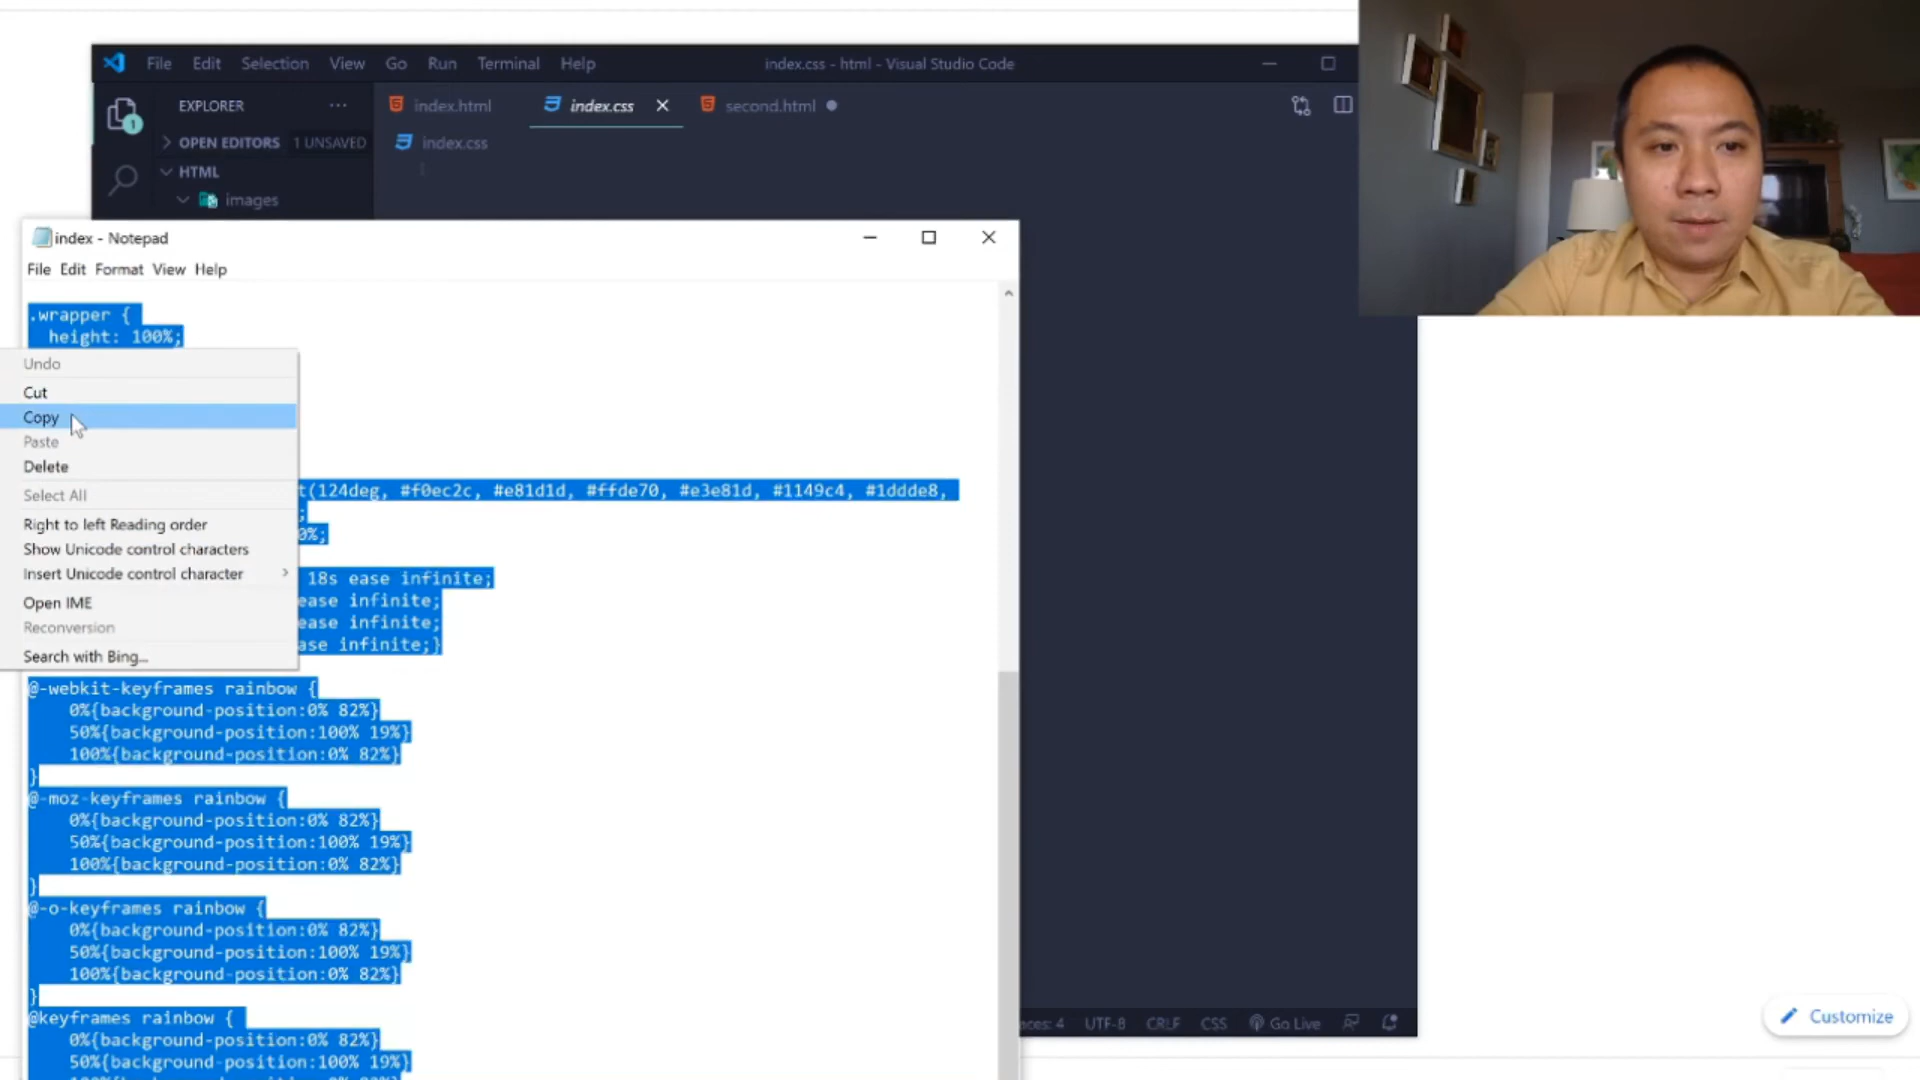 File Edit Selection View Go Run Terminal Help
index.css - html - Visual Studio Code
EXPLORER
index.html
index.css
second.html
1
OPEN EDITORS 1 UNSAVED
index.css
HTML
images
index - Notepad
File Edit Format View Help
.wrapper {
height: 100%;
Undo
Cut
Copy
Paste
Delete
Select All
Right to left Reading order
Show Unicode control characters
Insert Unicode control character
Open IME
Reconversion
Search with Bing...
t(124deg, #f0ec2c, #e81d1d, #ffde70, #e3e81d, #1149c4, #1ddde8,
;
0%;
18s ease infinite;
ease infinite;
ease infinite;
ase infinite;}
@-webkit-keyframes rainbow {
0%{background-position:0% 82%}
50%{background-position:100% 19%}
100%{background-position:0% 82%}
}
@-moz-keyframes rainbow {
0%{background-position:0% 82%}
50%{background-position:100% 19%}
100%{background-position:0% 82%}
}
@-o-keyframes rainbow {
0%{background-position:0% 82%}
50%{background-position:100% 19%}
100%{background-position:0% 82%}
}
@keyframes rainbow {
0%{background-position:0% 82%}
50%{background-position:100% 19%}
aces: 4 UTF-8 CRLF CSS Go Live
Customize